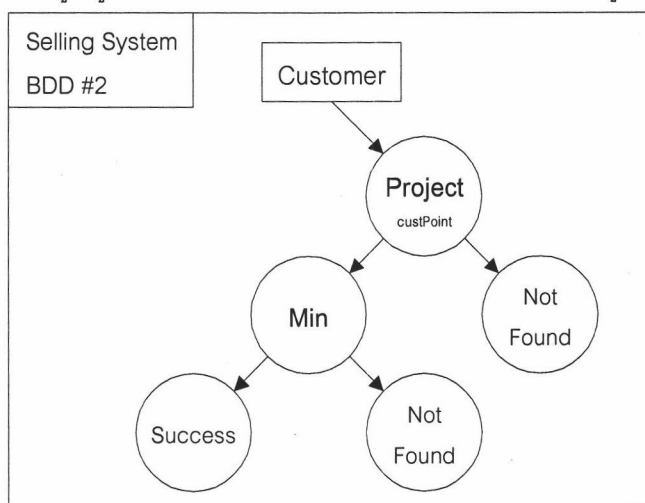 Selling System
BDD #2
Customer
Project
custPoint
Min
Not
Found
Success
Not
Found